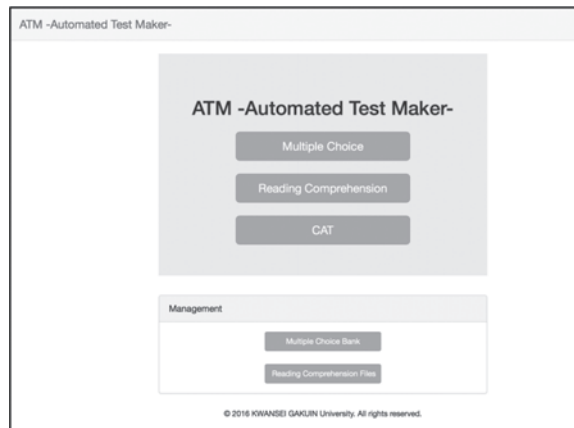 ATM -Automated Test Maker-
ATM -Automated Test Maker-
Multiple Choice
Reading Comprehension
CAT
Management
Multiple Choice Bank
Reading Comprehension Files
© 2016 KWANSEI GAKUIN University. All rights reserved.